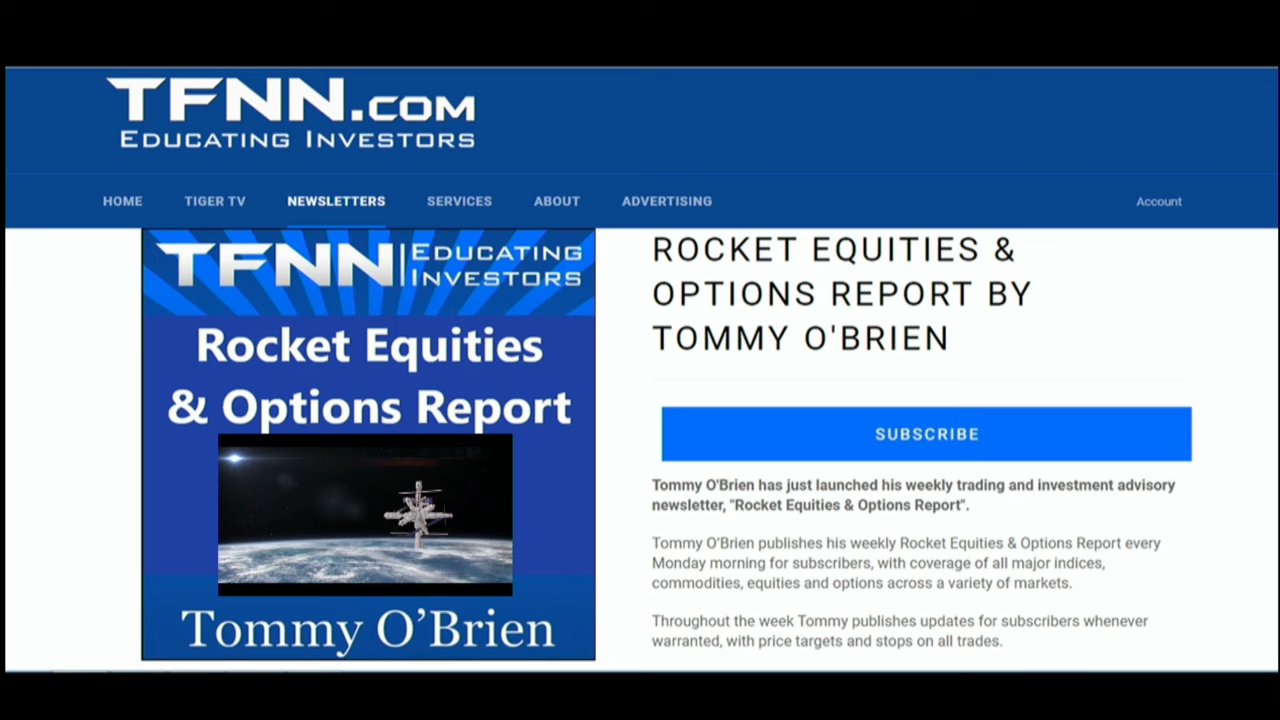 TFNN.COM
EDUCATING INVESTORS
HOME TIGER TV NEWSLETTERS SERVICES ABOUT ADVERTISING Account
TFNN EDUCATING
INVESTORS
Rocket Equities
& Options Report
Tommy O’Brien
ROCKET EQUITIES &
OPTIONS REPORT BY
TOMMY O'BRIEN
SUBSCRIBE
Tommy O'Brien has just launched his weekly trading and investment advisory
newsletter, "Rocket Equities & Options Report".
Tommy O'Brien publishes his weekly Rocket Equities & Options Report every
Monday morning for subscribers, with coverage of all major indices,
commodities, equities and options across a variety of markets.
Throughout the week Tommy publishes updates for subscribers whenever
warranted, with price targets and stops on all trades.